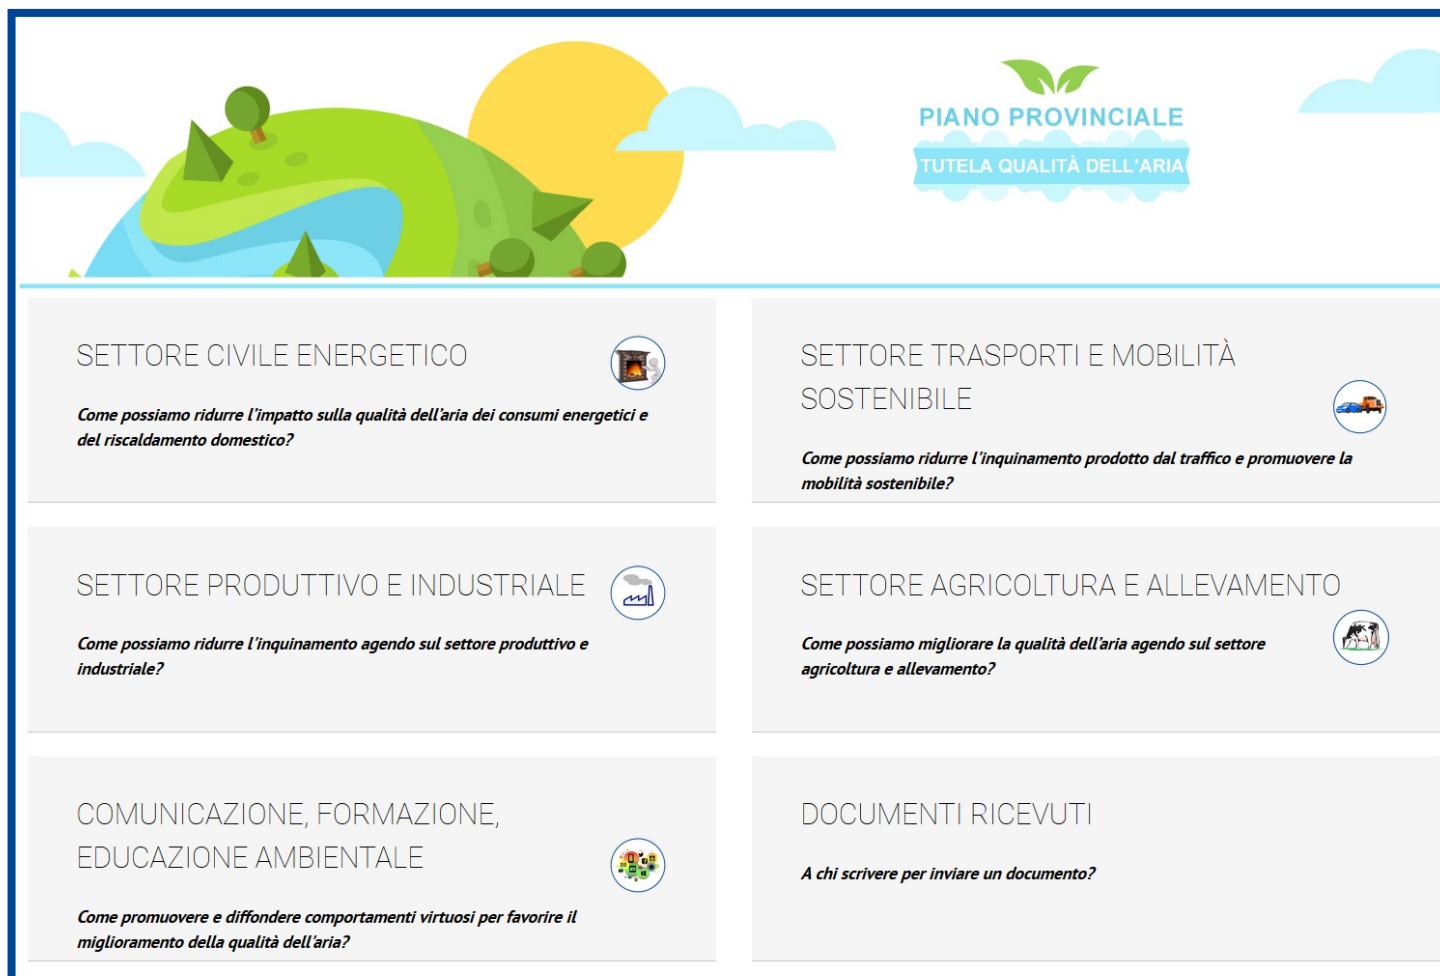 PIANO PROVINCIALE
TUTELA QUALITÀ DELL'ARIA
SETTORE CIVILE ENERGETICO
Come possiamo ridurre l'impatto sulla qualità dell'aria dei consumi energetici e
del riscaldamento domestico?
SETTORE TRASPORTI E MOBILITÀ
SOSTENIBILE
Come possiamo ridurre l'inquinamento prodotto dal traffico e promuovere la
mobilità sostenibile?
SETTORE PRODUTTIVO E INDUSTRIALE
Come possiamo ridurre l'inquinamento agendo sul settore produttivo e
industriale?
SETTORE AGRICOLTURA E ALLEVAMENTO
Come possiamo migliorare la qualità dell'aria agendo sul settore
agricoltura e allevamento?
COMUNICAZIONE, FORMAZIONE,
EDUCAZIONE AMBIENTALE
Come promuovere e diffondere comportamenti virtuosi per favorire il
miglioramento della qualità dell'aria?
DOCUMENTI RICEVUTI
A chi scrivere per inviare un documento?